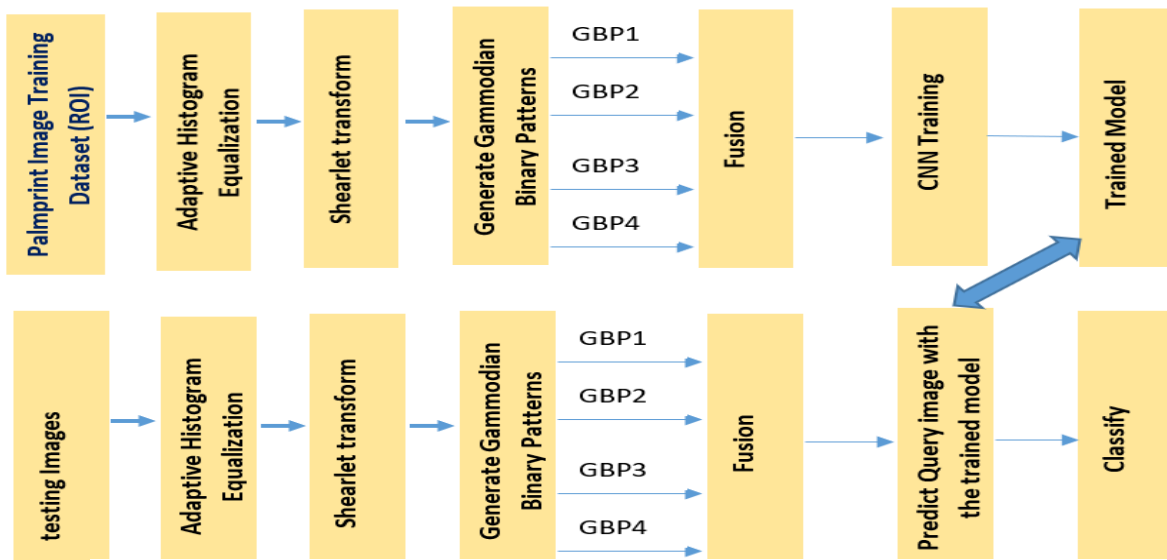 Palmprint Image Training
Dataset (ROI)
Adaptive Histogram
Equalization
Shearlet transform
Generate Gammodian
Binary Patterns
GBP1
GBP2
GBP3
GBP4
Fusion
CNN Training
Trained Model
testing Images
Adaptive Histogram
Equalization
Shearlet transform
Generate Gammodian
Binary Patterns
GBP1
GBP2
GBP3
GBP4
Fusion
Predict Query image with
the trained model
Classify